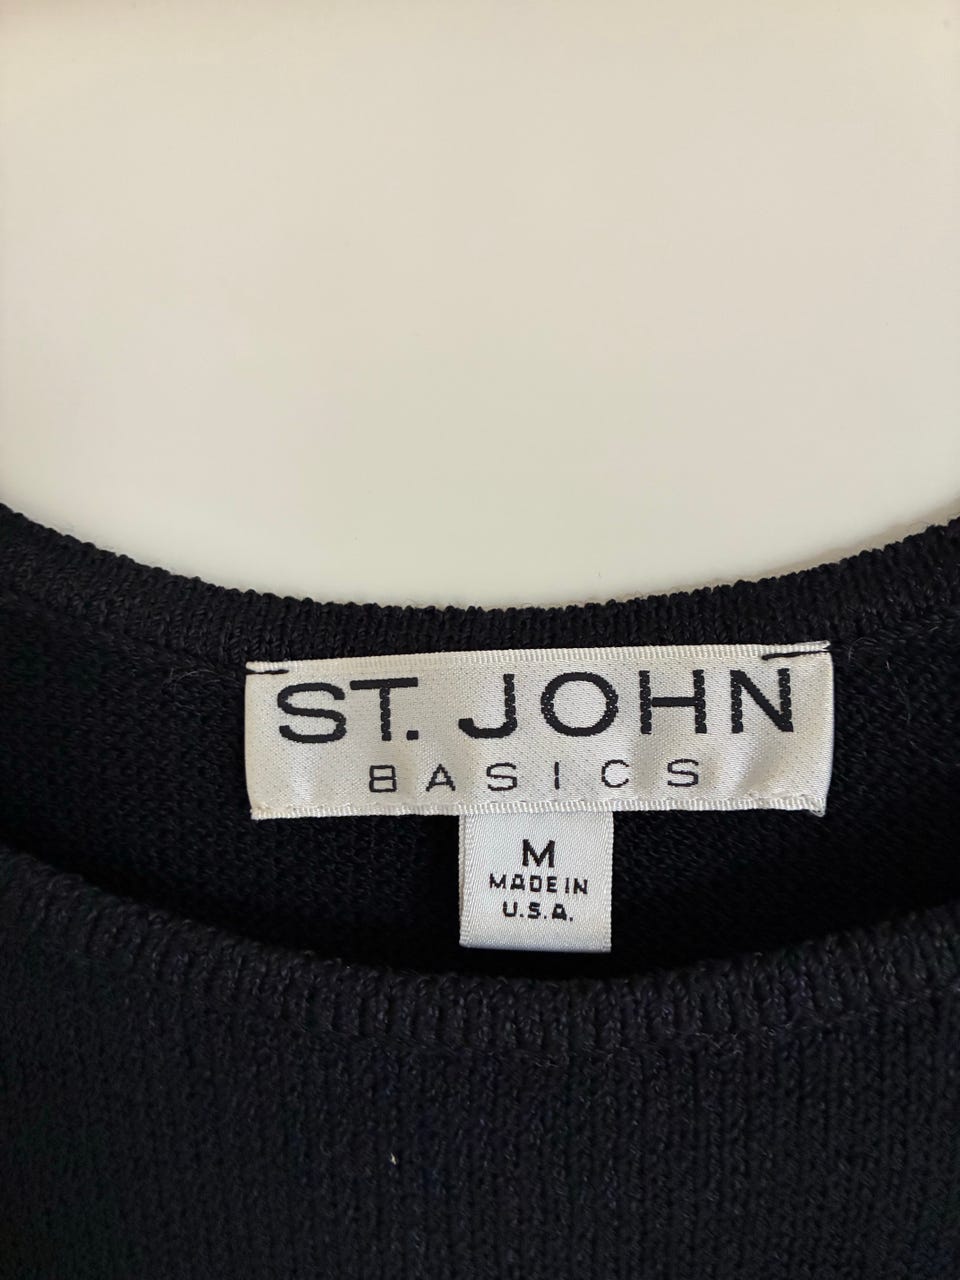 ST. JOHN
BASICS
M
MADE IN
U.S.A.